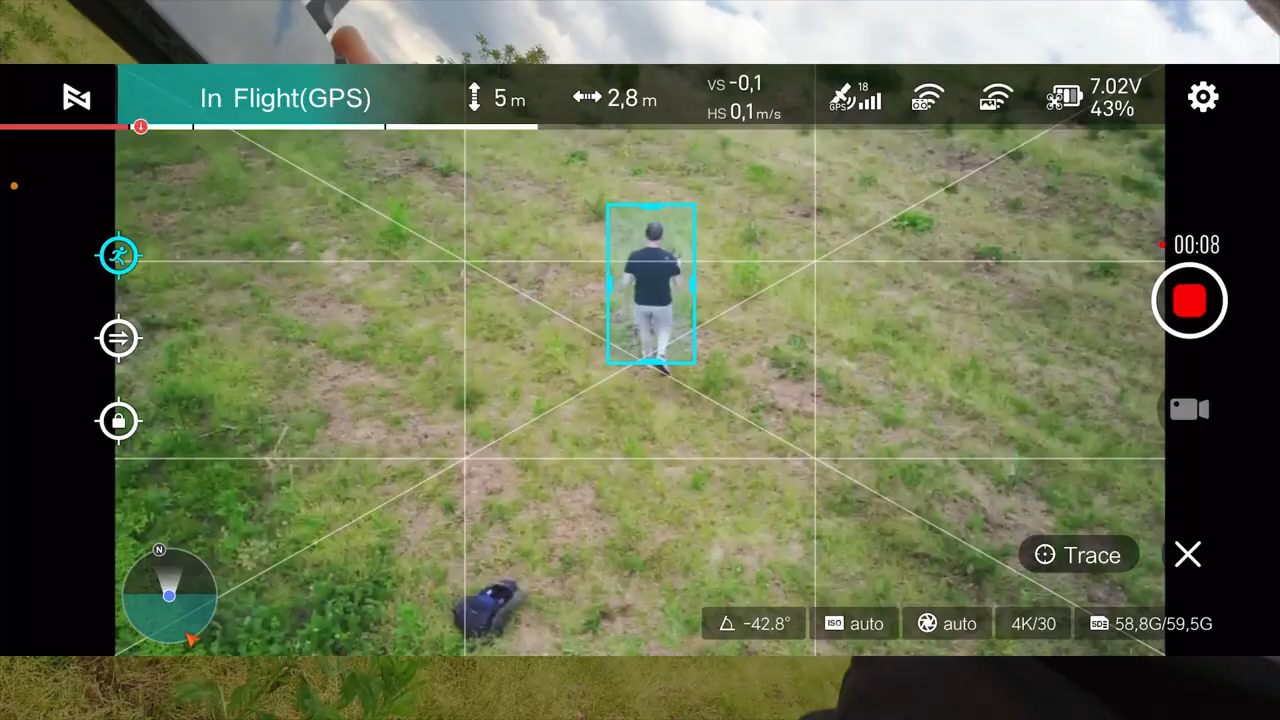 In Flight(GPS)
5 m
2,8 m
VS -0,1
HS 0,1 m/s
GPS
18
7.02V
43%
00:08
N
Trace
-42.8°
ISO auto
auto
4K/30
SD 58,8G/59,5G